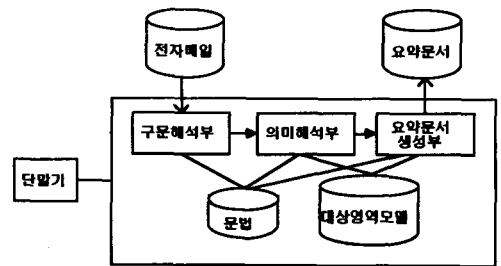 전자메일
요약문서
구문해석부
의미해석부
요약문서
생성부
단말기
문법
대상영역모델